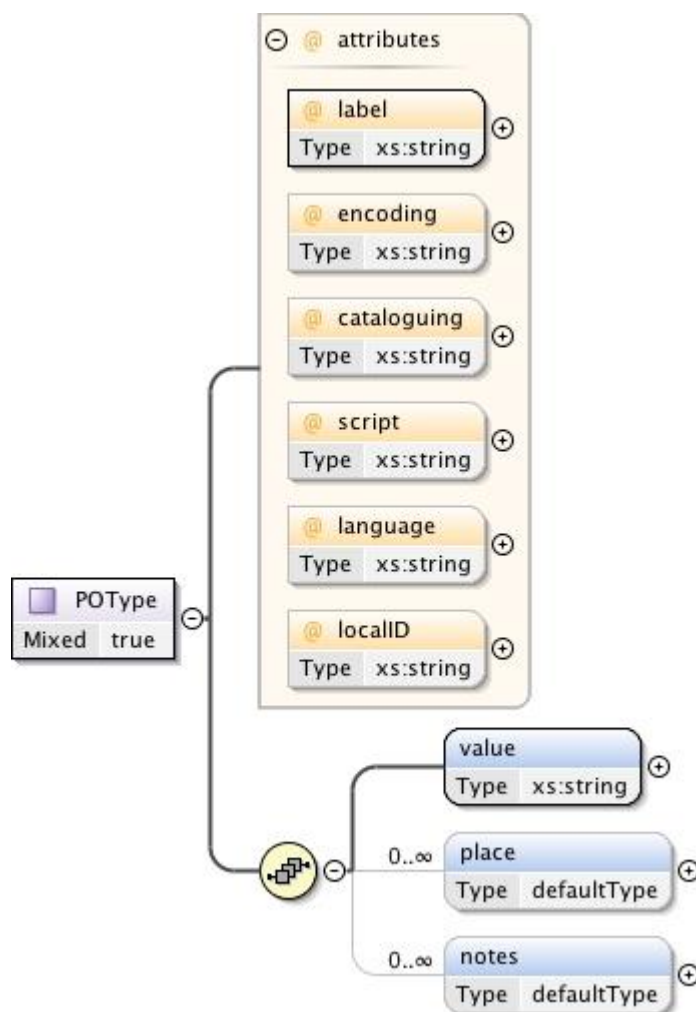 @ attributes
@ label
Type xs:string
@ encoding
Type xs:string
@ cataloguing
Type xs:string
@ script
Type xs:string
@ language
Type xs:string
@ localID
Type xs:string
POType
Mixed true
value
Type xs:string
0..∞ place
Type defaultType
0..∞ notes
Type defaultType